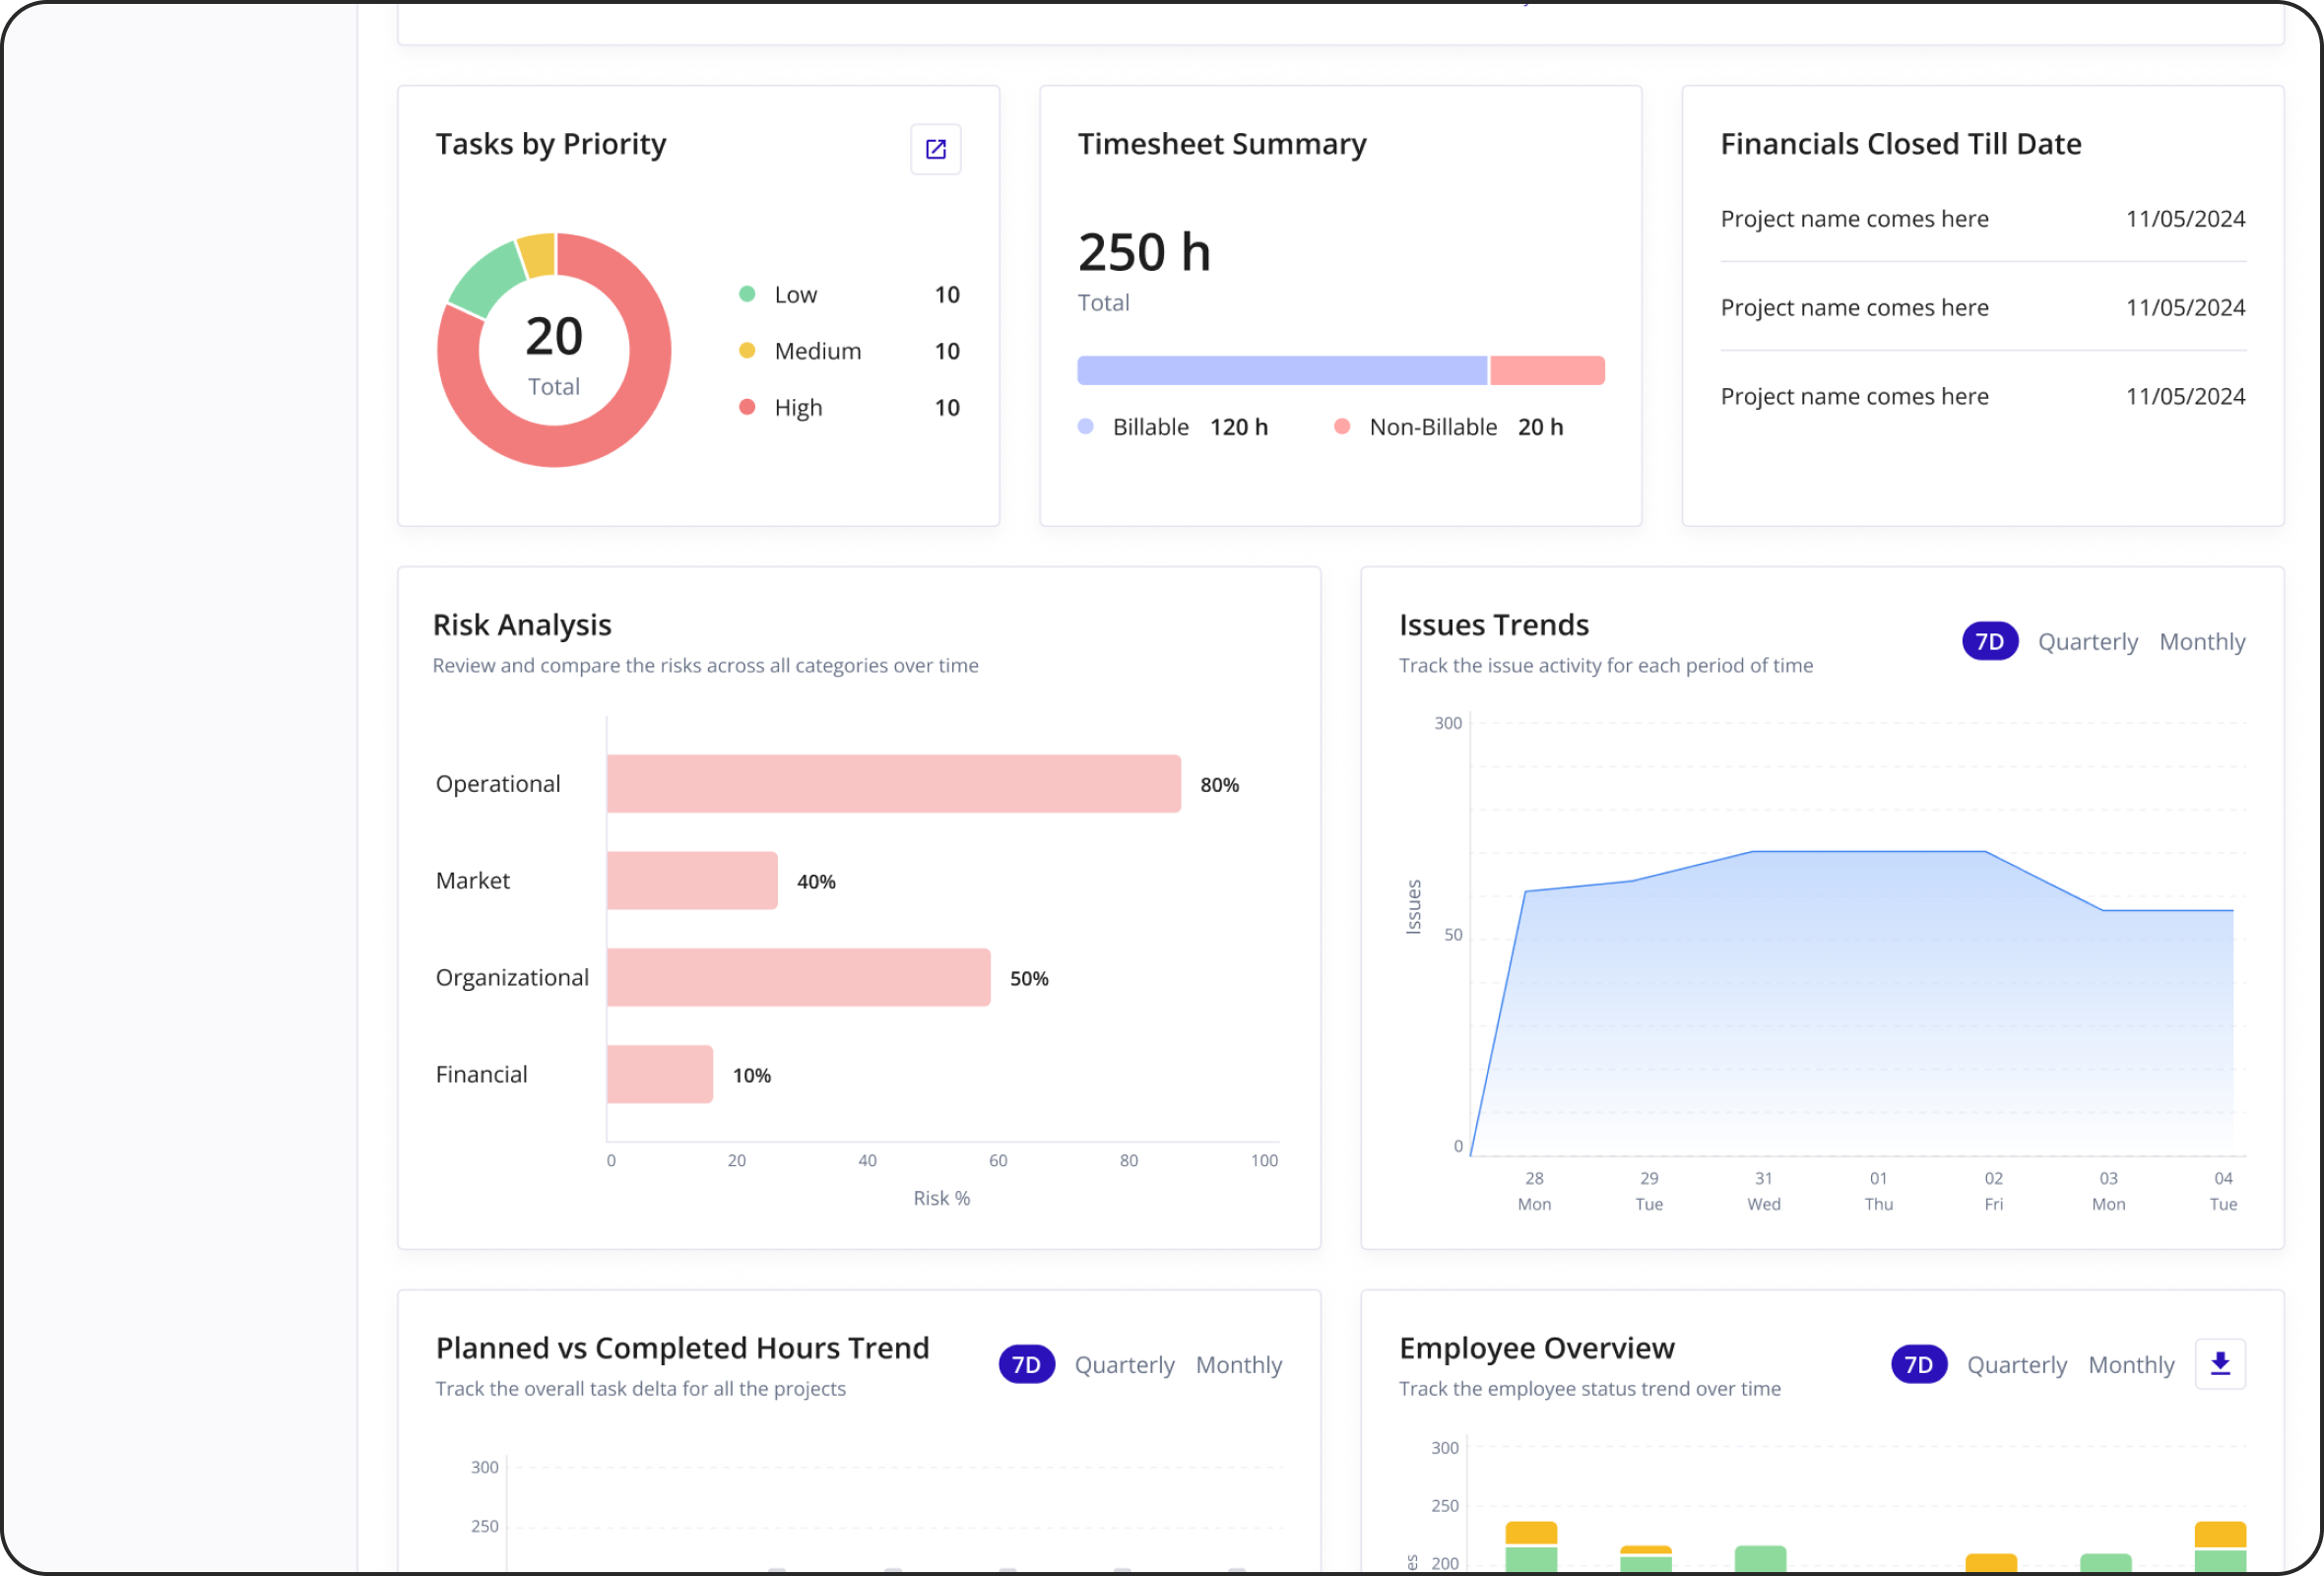 Tasks by Priority
20
Total
Low 10
Medium 10
High 10
Timesheet Summary
250 h
Total
Billable 120 h Non-Billable 20 h
Financials Closed Till Date
Project name comes here 11/05/2024
Project name comes here 11/05/2024
Project name comes here 11/05/2024
Risk Analysis
Review and compare the risks across all categories over time
Operational 80%
Market 40%
Organizational 50%
Financial 10%
0 20 40 60 80 100
Risk %
Issues Trends
7D Quarterly Monthly
Track the issue activity for each period of time
300
Issues
50
0
28 29 31 01 02 03 04
Mon Tue Wed Thu Fri Mon Tue
Planned vs Completed Hours Trend
7D Quarterly Monthly
Track the overall task delta for all the projects
300
250
Employee Overview
7D Quarterly Monthly
Track the employee status trend over time
300
250
200